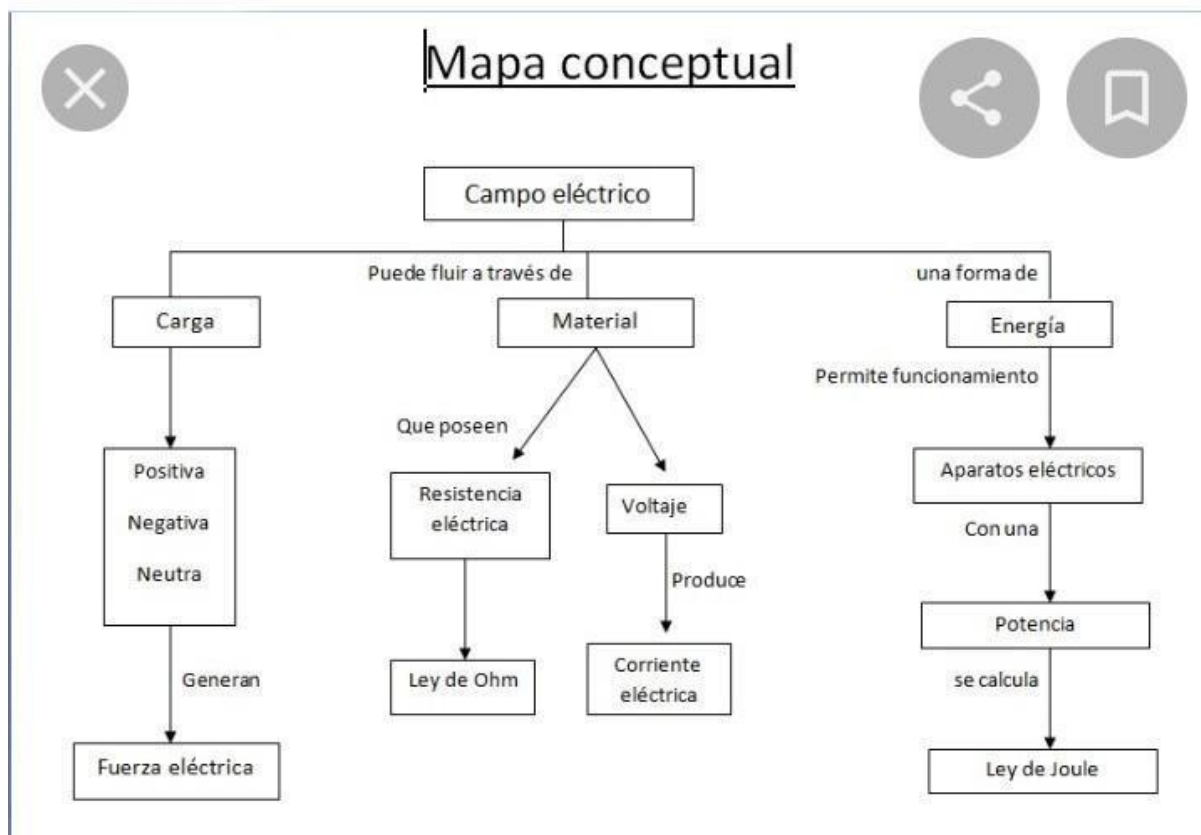 Mapa conceptual
Campo eléctrico
Puede fluir a través de
una forma de
Carga
Material
Energía
Permite funcionamiento
Que poseen
Positiva
Negativa
Neutra
Resistencia
eléctrica
Voltaje
Aparatos eléctricos
Con una
Produce
Potencia
Generan
Ley de Ohm
Corriente
eléctrica
se calcula
Fuerza eléctrica
Ley de Joule